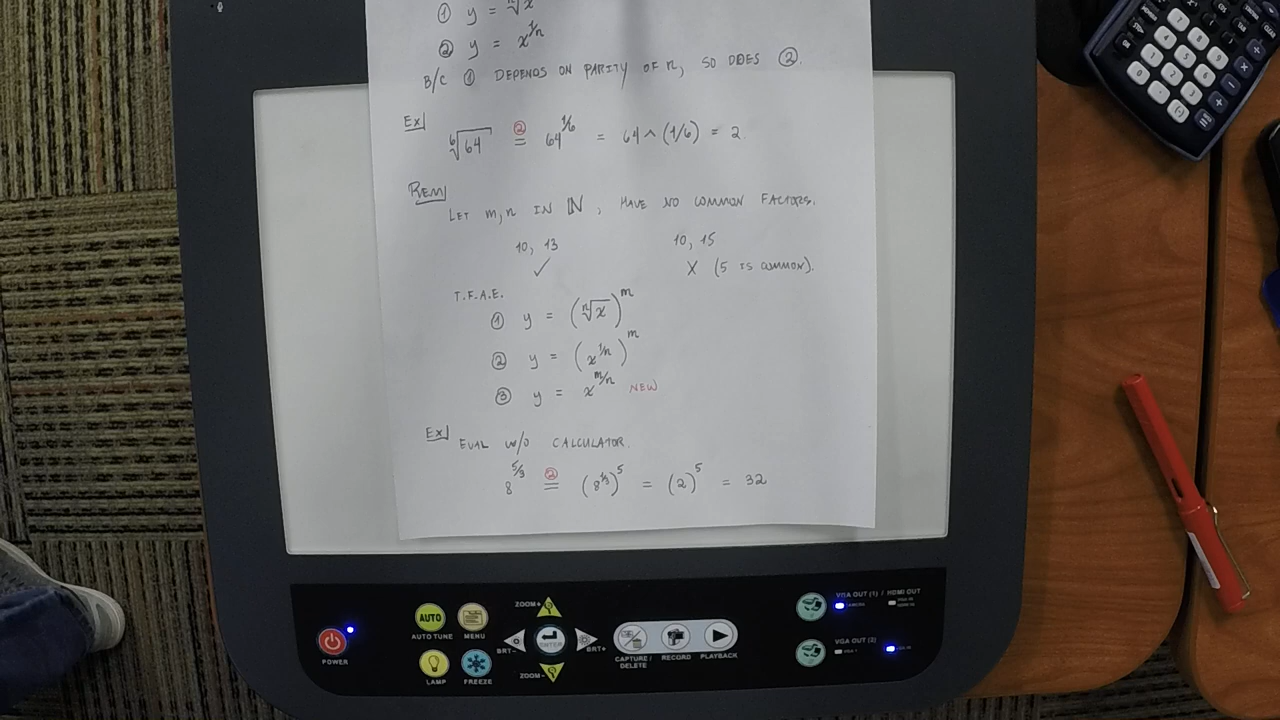 ① y = ⁿ√x
② y = x^1/n
B/C ① DEPENDS ON PARITY OF n, SO DOES ②.
Ex|
⁶√64 =② 64^1/6 = 64 ^ (1/6) = 2.
REM|
LET m,n IN ℕ, HAVE NO COMMON FACTORS.
10, 13 10, 15
✓ X (5 IS COMMON).
T.F.A.E.
① y = (ⁿ√x)^m
② y = (x^1/n)^m
③ y = x^m/n NEW
Ex| EVAL W/O CALCULATOR.
8^5/3 =② (8^1/3)^5 = (2)^5 = 32
POWER
AUTO
AUTO TUNE
MENU
LAMP
FREEZE
ZOOM+
BRT-
ENTER
BRT+
ZOOM-
CAPTURE / DELETE
RECORD
PLAYBACK
VGA OUT (1) / HDMI OUT
CAMERA
VGA OUT (2)